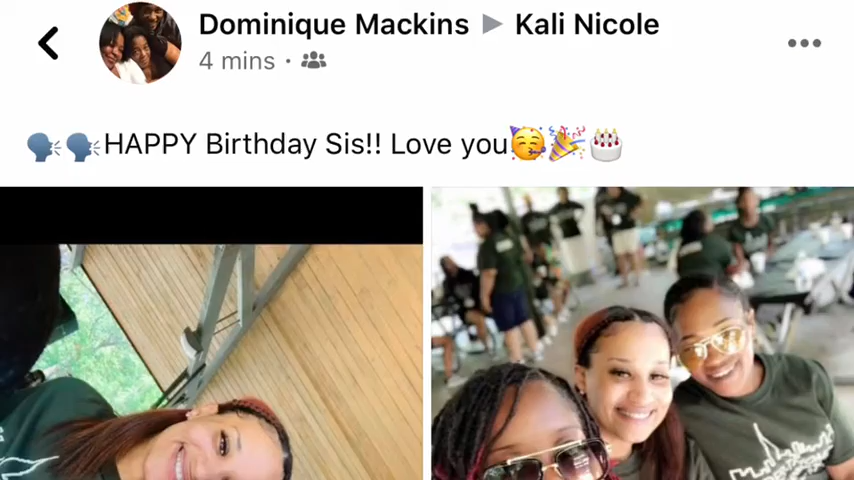 Dominique Mackins ▶ Kali Nicole
4 mins ·
🗣️🗣️HAPPY Birthday Sis!! Love you🥳🎉🎂